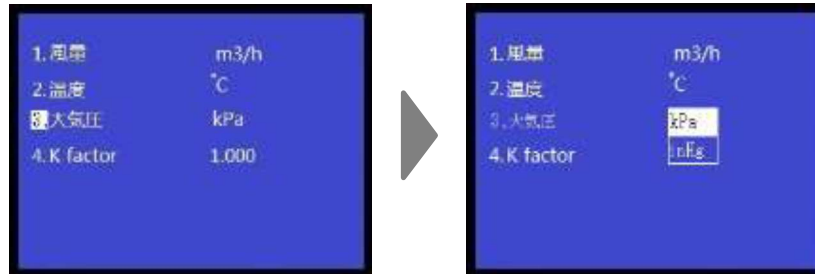 1.風量 m3/h
2.温度 ℃
3.大気圧 kPa
4.K factor 1.000
1.風量 m3/h
2.温度 ℃
3.大気圧 kPa
inHg
4.K factor